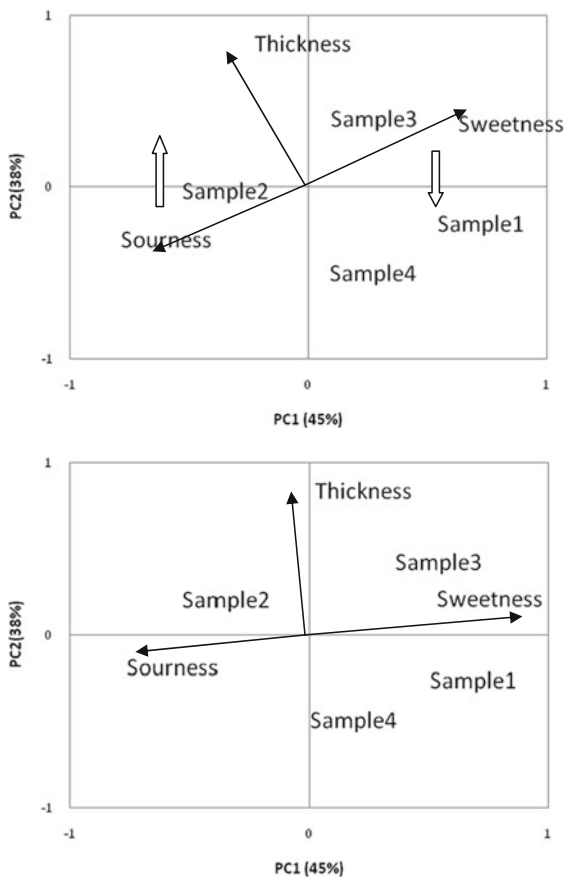 1
Thickness
Sample3
Sweetness
PC2(38%)
0
Sample2
Sample1
Sourness
Sample4
-1
-1
0
1
PC1 (45%)
1
Thickness
Sample3
Sample2
Sweetness
PC2(38%)
0
Sourness
Sample1
Sample4
-1
-1
0
1
PC1 (45%)